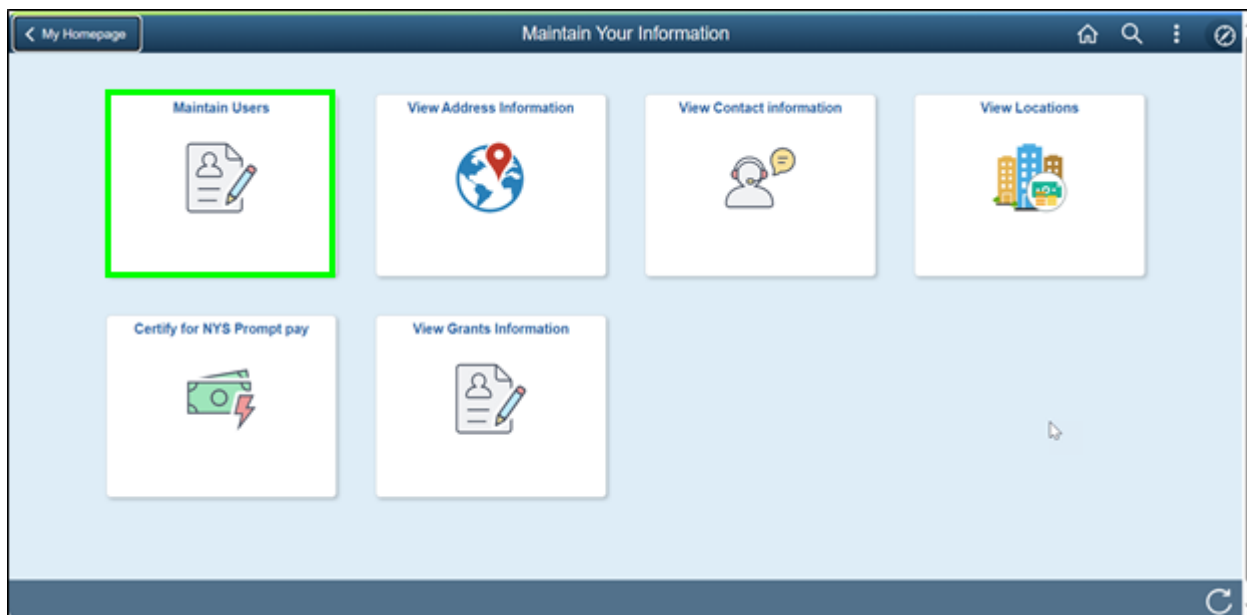 My Homepage
Maintain Your Information
Maintain Users
View Address Information
View Contact information
View Locations
Certify for NYS Prompt pay
View Grants Information